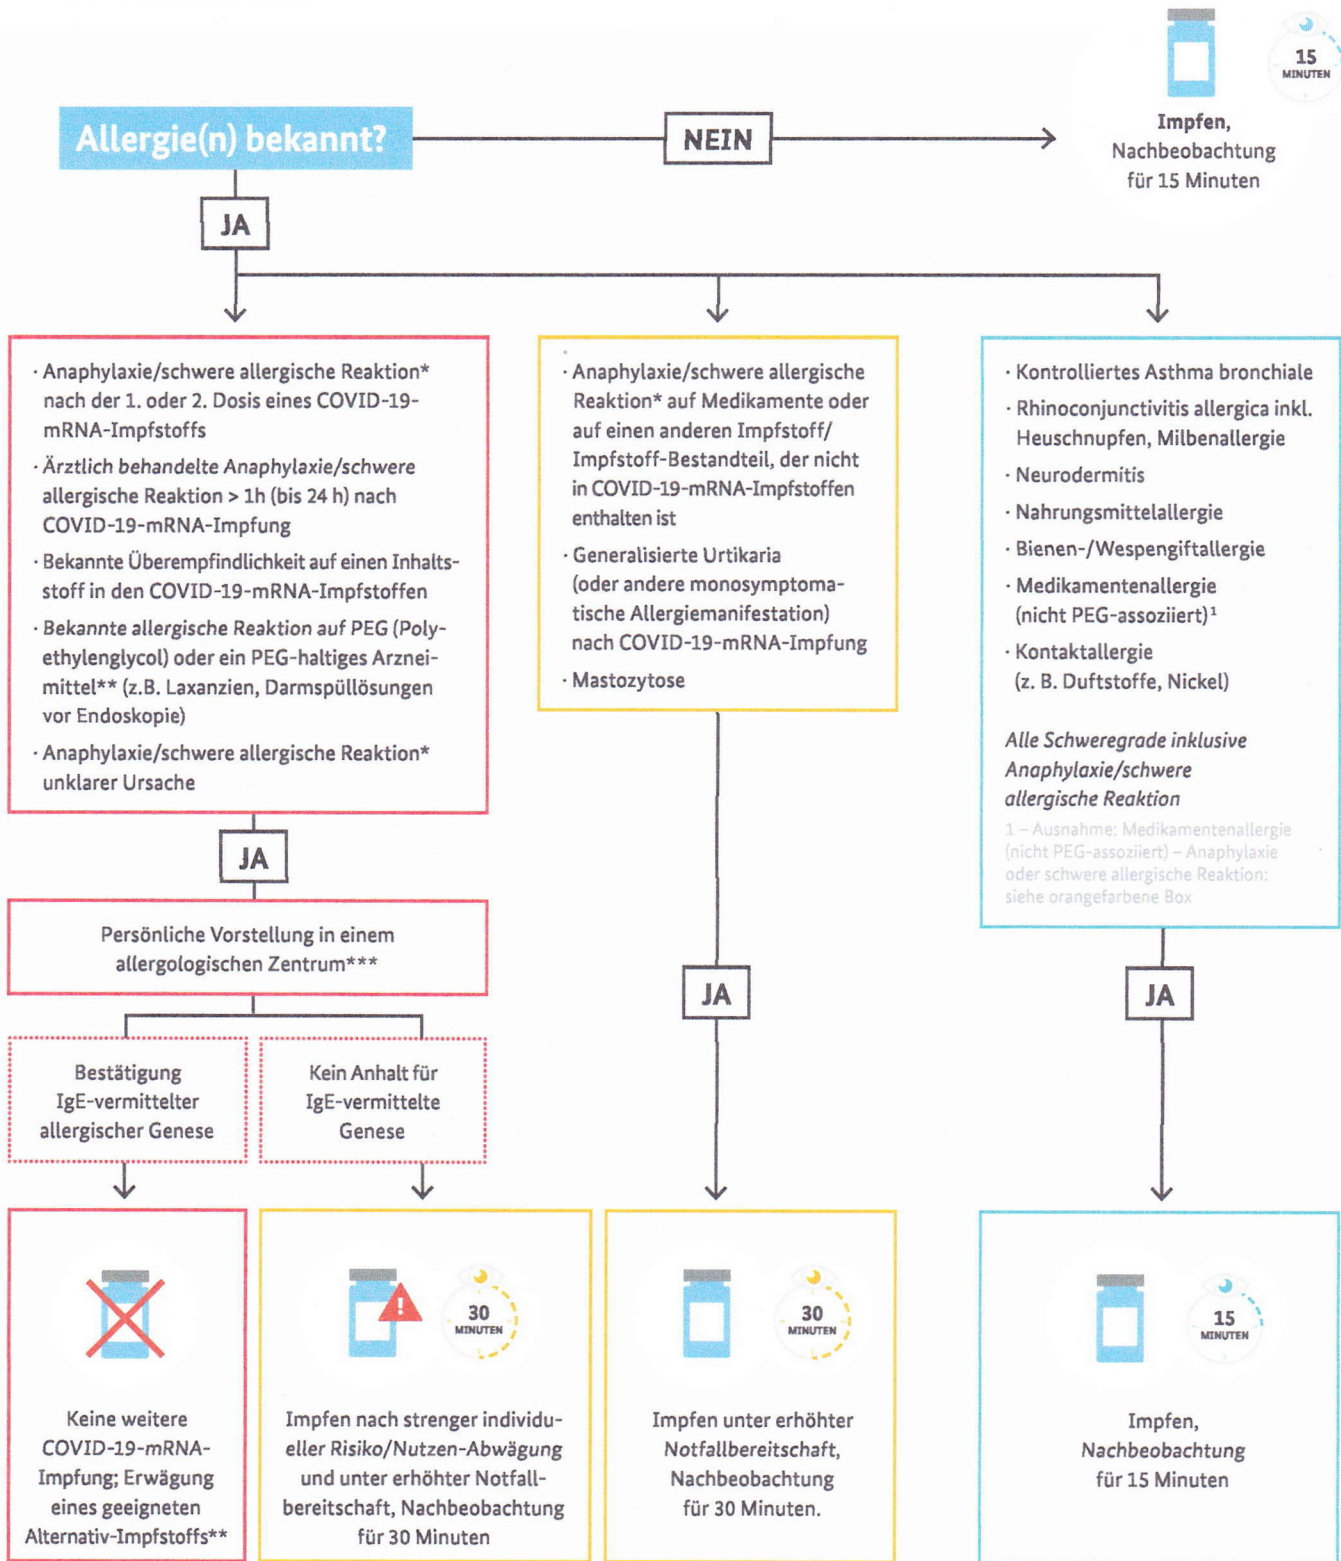 15
MINUTEN
Allergie(n) bekannt?
NEIN
Impfen,
Nachbeobachtung
für 15 Minuten
JA
· Anaphylaxie/schwere allergische Reaktion*
nach der 1. oder 2. Dosis eines COVID-19-
mRNA-Impfstoffs
· Ärztlich behandelte Anaphylaxie/schwere
allergische Reaktion > 1h (bis 24 h) nach
COVID-19-mRNA-Impfung
· Bekannte Überempfindlichkeit auf einen Inhalts-
stoff in den COVID-19-mRNA-Impfstoffen
· Bekannte allergische Reaktion auf PEG (Poly-
ethylenglycol) oder ein PEG-haltiges Arznei-
mittel** (z.B. Laxanzien, Darmspüllösungen
vor Endoskopie)
· Anaphylaxie/schwere allergische Reaktion*
unklarer Ursache
· Anaphylaxie/schwere allergische
Reaktion* auf Medikamente oder
auf einen anderen Impfstoff/
Impfstoff-Bestandteil, der nicht
in COVID-19-mRNA-Impfstoffen
enthalten ist
· Generalisierte Urtikaria
(oder andere monosymptoma-
tische Allergiemanifestation)
nach COVID-19-mRNA-Impfung
· Mastozytose
· Kontrolliertes Asthma bronchiale
· Rhinoconjunctivitis allergica inkl.
Heuschnupfen, Milbenallergie
· Neurodermitis
· Nahrungsmittelallergie
· Bienen-/Wespengiftallergie
· Medikamentenallergie
(nicht PEG-assoziiert)¹
· Kontaktallergie
(z. B. Duftstoffe, Nickel)
Alle Schweregrade inklusive
Anaphylaxie/schwere
allergische Reaktion
1 – Ausnahme: Medikamentenallergie
(nicht PEG-assoziiert) – Anaphylaxie
oder schwere allergische Reaktion:
siehe orangefarbene Box
JA
Persönliche Vorstellung in einem
allergologischen Zentrum***
JA
JA
Bestätigung
IgE-vermittelter
allergischer Genese
Kein Anhalt für
IgE-vermittelte
Genese
Keine weitere
COVID-19-mRNA-
Impfung; Erwägung
eines geeigneten
Alternativ-Impfstoffs**
!
30
MINUTEN
Impfen nach strenger individu-
eller Risiko/Nutzen-Abwägung
und unter erhöhter Notfall-
bereitschaft, Nachbeobachtung
für 30 Minuten
30
MINUTEN
Impfen unter erhöhter
Notfallbereitschaft,
Nachbeobachtung
für 30 Minuten.
15
MINUTEN
Impfen,
Nachbeobachtung
für 15 Minuten